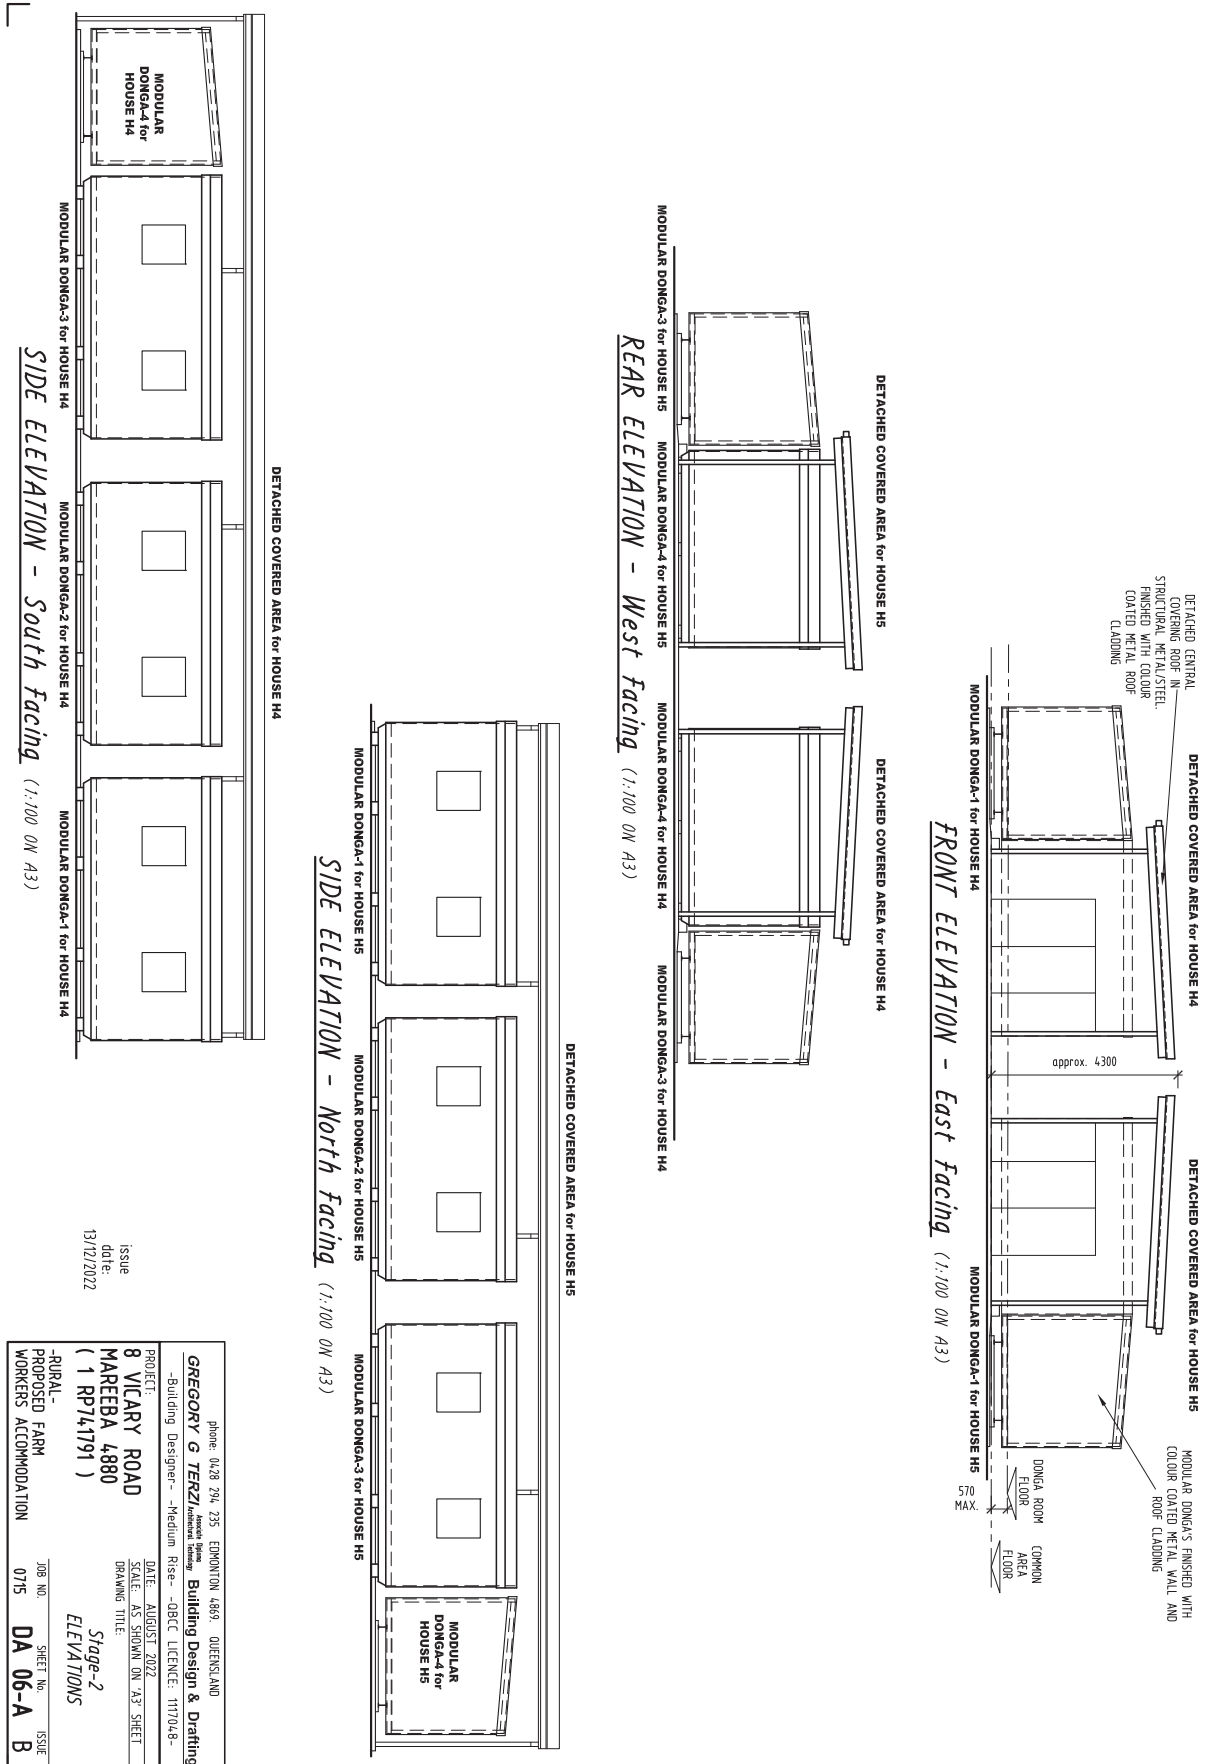 DETACHED CENTRAL
COVERING ROOF IN
STRUCTURAL METAL/STEEL.
FINISHED WITH COLOUR
COATED METAL ROOF
CLADDING
DETACHED COVERED AREA for HOUSE H4
DETACHED COVERED AREA for HOUSE H5
MODULAR DONGA'S FINISHED WITH
COLOUR COATED METAL WALL AND
ROOF CLADDING
approx. 4300
DONGA ROOM
FLOOR
COMMON
AREA
FLOOR
570
MAX.
MODULAR DONGA-1 for HOUSE H4
MODULAR DONGA-1 for HOUSE H5
FRONT ELEVATION - East Facing (1:100 ON A3)
DETACHED COVERED AREA for HOUSE H5
DETACHED COVERED AREA for HOUSE H4
MODULAR DONGA-3 for HOUSE H5
MODULAR DONGA-4 for HOUSE H5
MODULAR DONGA-4 for HOUSE H4
MODULAR DONGA-3 for HOUSE H4
REAR ELEVATION - West Facing (1:100 ON A3)
DETACHED COVERED AREA for HOUSE H5
MODULAR
DONGA-4 for
HOUSE H5
MODULAR DONGA-1 for HOUSE H5
MODULAR DONGA-2 for HOUSE H5
MODULAR DONGA-3 for HOUSE H5
SIDE ELEVATION - North Facing (1:100 ON A3)
DETACHED COVERED AREA for HOUSE H4
MODULAR
DONGA-4 for
HOUSE H4
MODULAR DONGA-3 for HOUSE H4
MODULAR DONGA-2 for HOUSE H4
MODULAR DONGA-1 for HOUSE H4
SIDE ELEVATION - South Facing (1:100 ON A3)
issue
date:
13/12/2022
phone: 0428 294 235 EDMONTON 4869. QUEENSLAND
GREGORY G TERZI Associate Diploma Architectural Technology Building Design & Drafting
-Building Designer- -Medium Rise- -QBCC LICENCE: 1117048-
PROJECT:
8 VICARY ROAD
MAREEBA 4880
( 1 RP741791 )
-RURAL-
PROPOSED FARM
WORKERS ACCOMMODATION
DATE: AUGUST 2022
SCALE: AS SHOWN ON 'A3' SHEET
DRAWING TITLE:
Stage-2
ELEVATIONS
JOB NO. SHEET No. ISSUE
0715 DA 06-A B